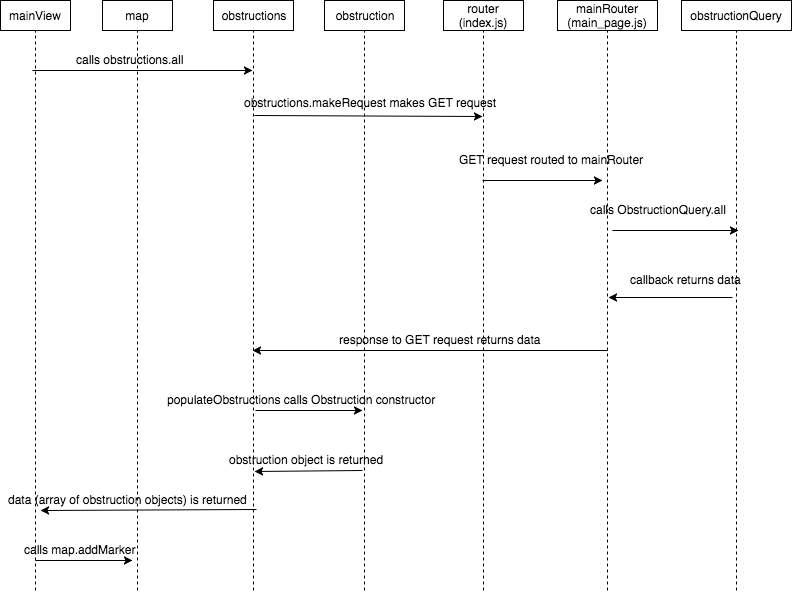 mainView
map
obstructions
obstruction
router
(index.js)
mainRouter
(main_page.js)
obstructionQuery
calls obstructions.all
obstructions.makeRequest makes GET request
GET request routed to mainRouter
calls ObstructionQuery.all
callback returns data
response to GET request returns data
populateObstructions calls Obstruction constructor
obstruction object is returned
data (array of obstruction objects) is returned
calls map.addMarker